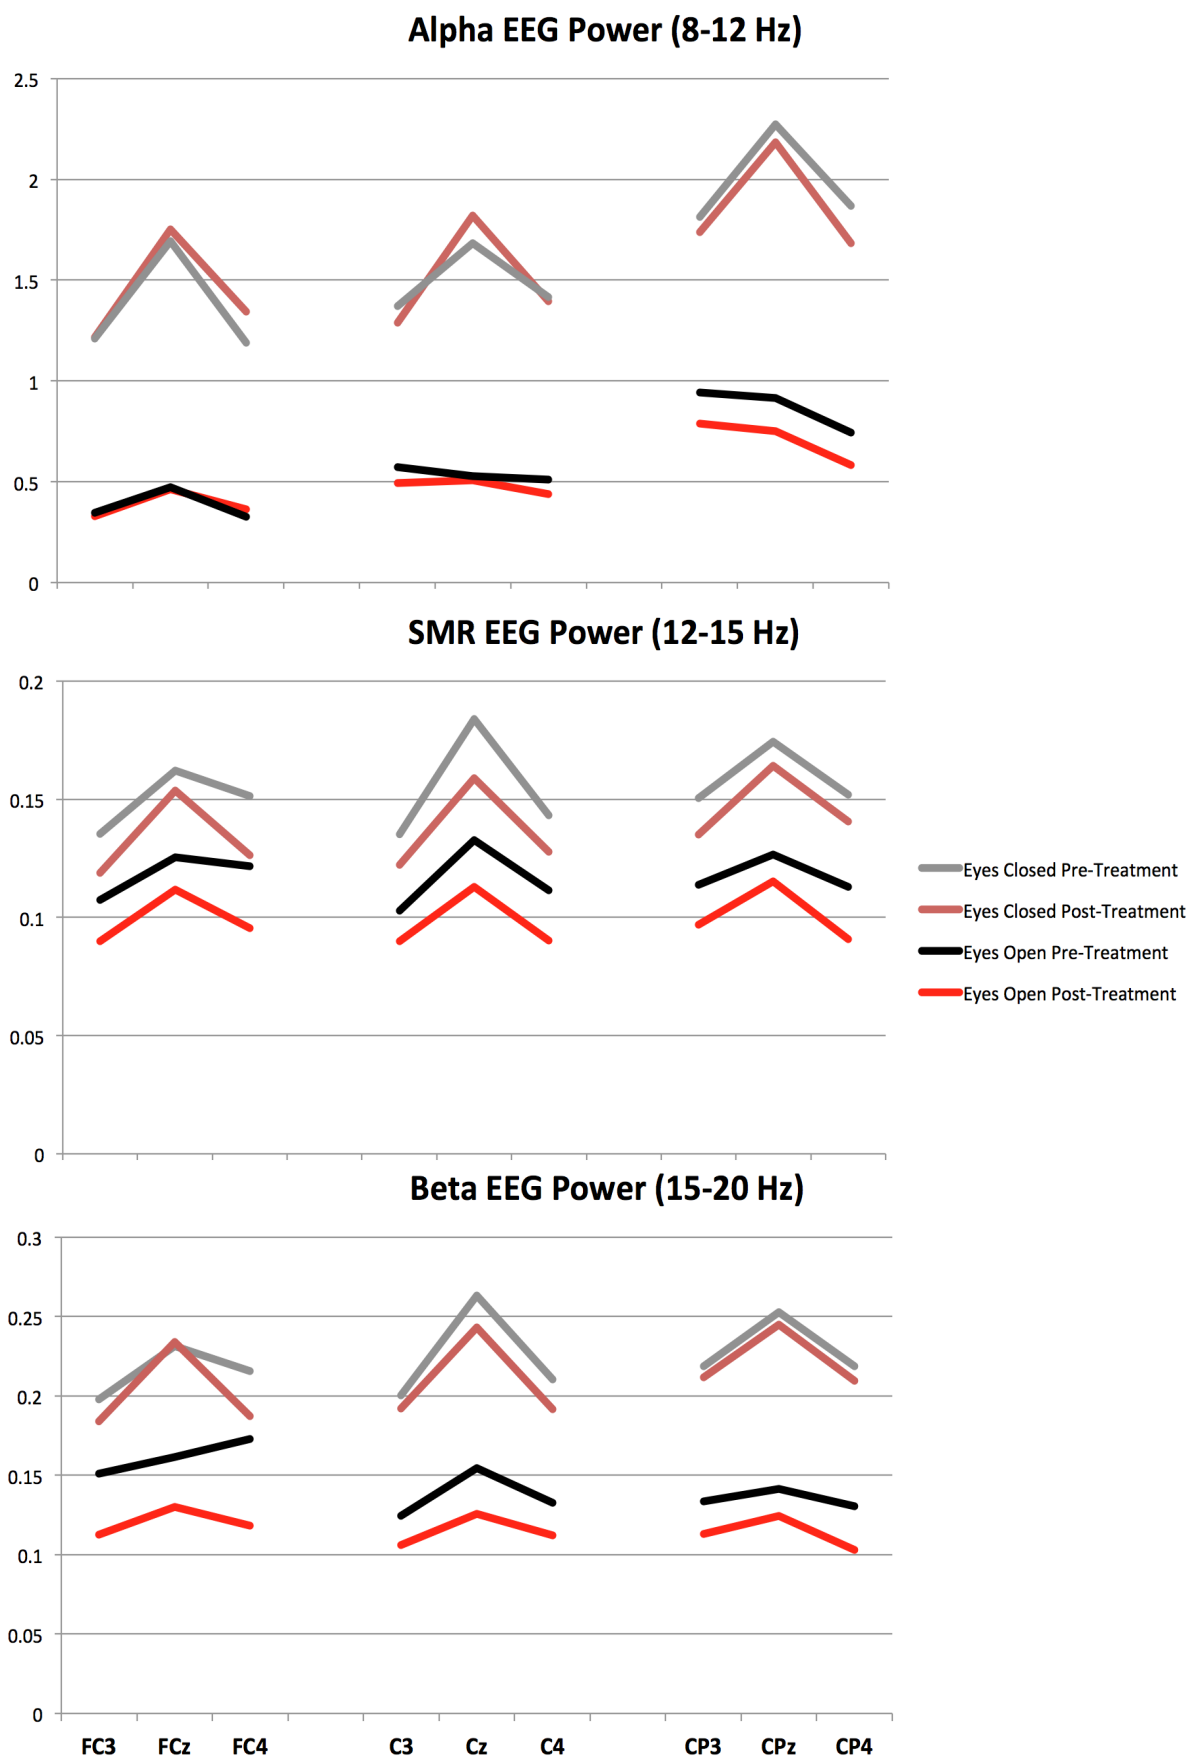 Alpha EEG Power (8-12 Hz)
2.5
2
1.5
1
0.5
0
SMR EEG Power (12-15 Hz)
0.2
0.15
0.1
0.05
0
Eyes Closed Pre-Treatment
Eyes Closed Post-Treatment
Eyes Open Pre-Treatment
Eyes Open Post-Treatment
Beta EEG Power (15-20 Hz)
0.3
0.25
0.2
0.15
0.1
0.05
0
FC3 FCz FC4 C3 Cz C4 CP3 CPz CP4